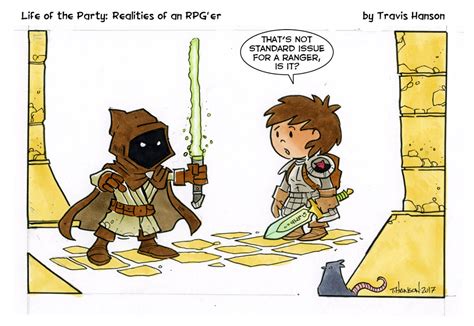 Life of the Party: Realities of an RPG'er
by Travis Hanson
THAT'S NOT
STANDARD ISSUE
FOR A RANGER,
IS IT?